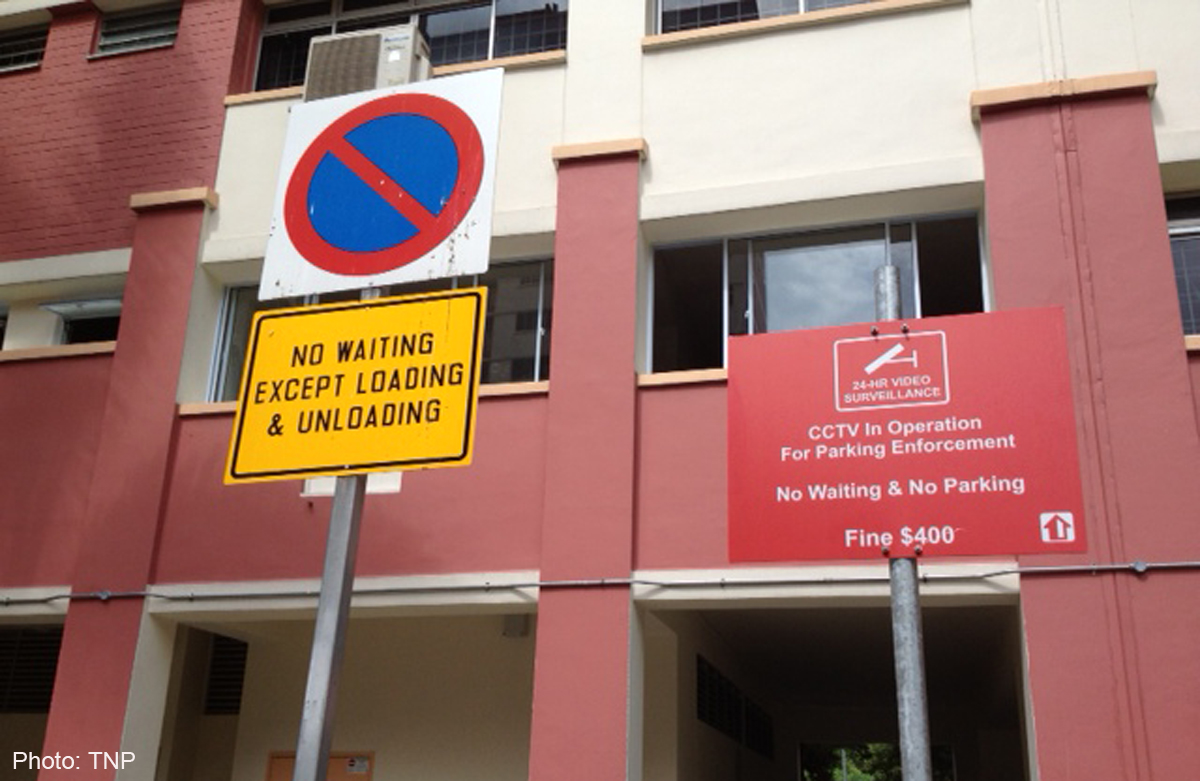 NO WAITING
EXCEPT LOADING
& UNLOADING
24-HR VIDEO
SURVEILLANCE
CCTV In Operation
For Parking Enforcement
No Waiting & No Parking
Fine $400
Photo: TNP